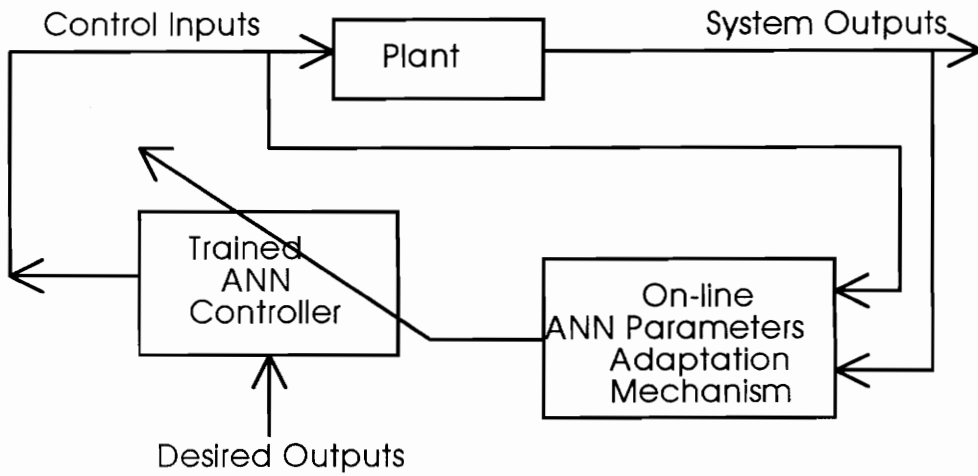 Control Inputs
Plant
System Outputs
Trained
ANN
Controller
On-line
ANN Parameters
Adaptation
Mechanism
Desired Outputs